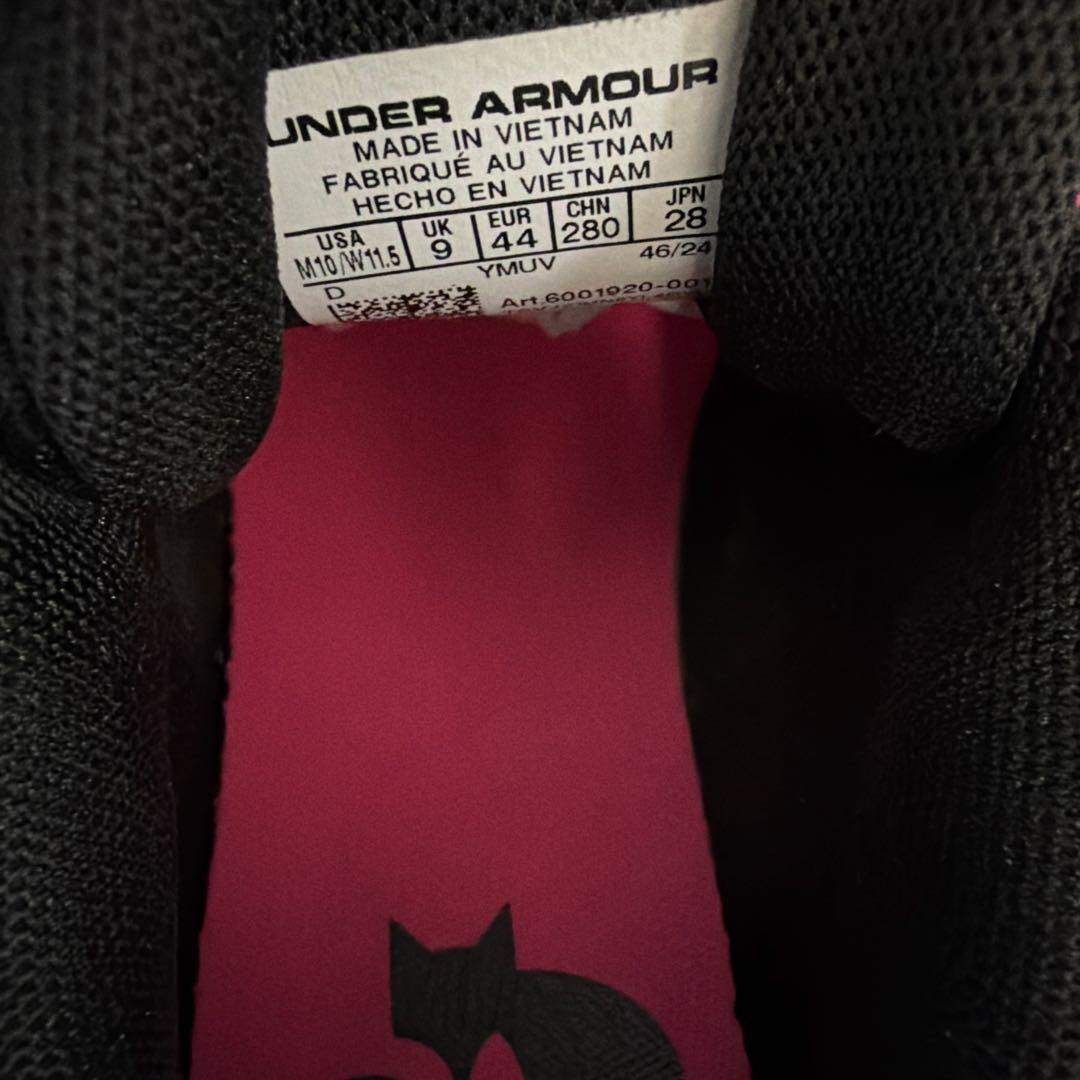 UNDER ARMOUR
MADE IN VIETNAM
FABRIQUÉ AU VIETNAM
HECHO EN VIETNAM
USA UK EUR CHN JPN
M10/W11.5 9 44 280 28
YMUV 46/24
D
Art.6001920-001